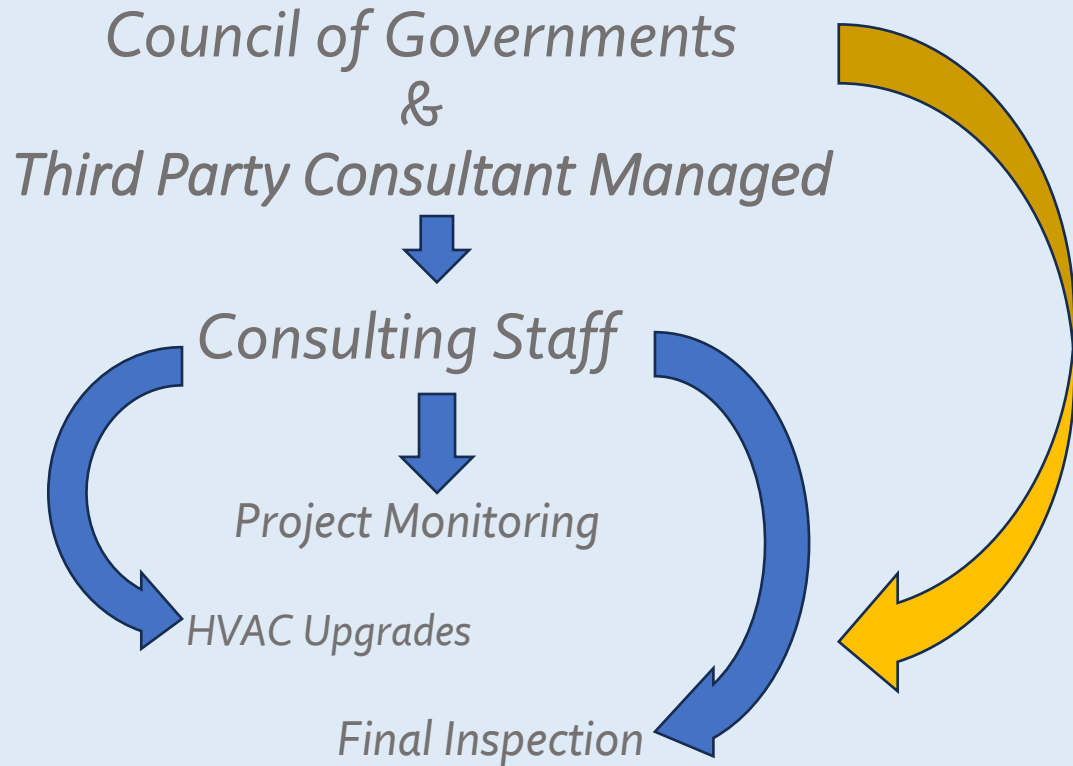 Council of Governments
&
Third Party Consultant Managed
Consulting Staff
Project Monitoring
HVAC Upgrades
Final Inspection